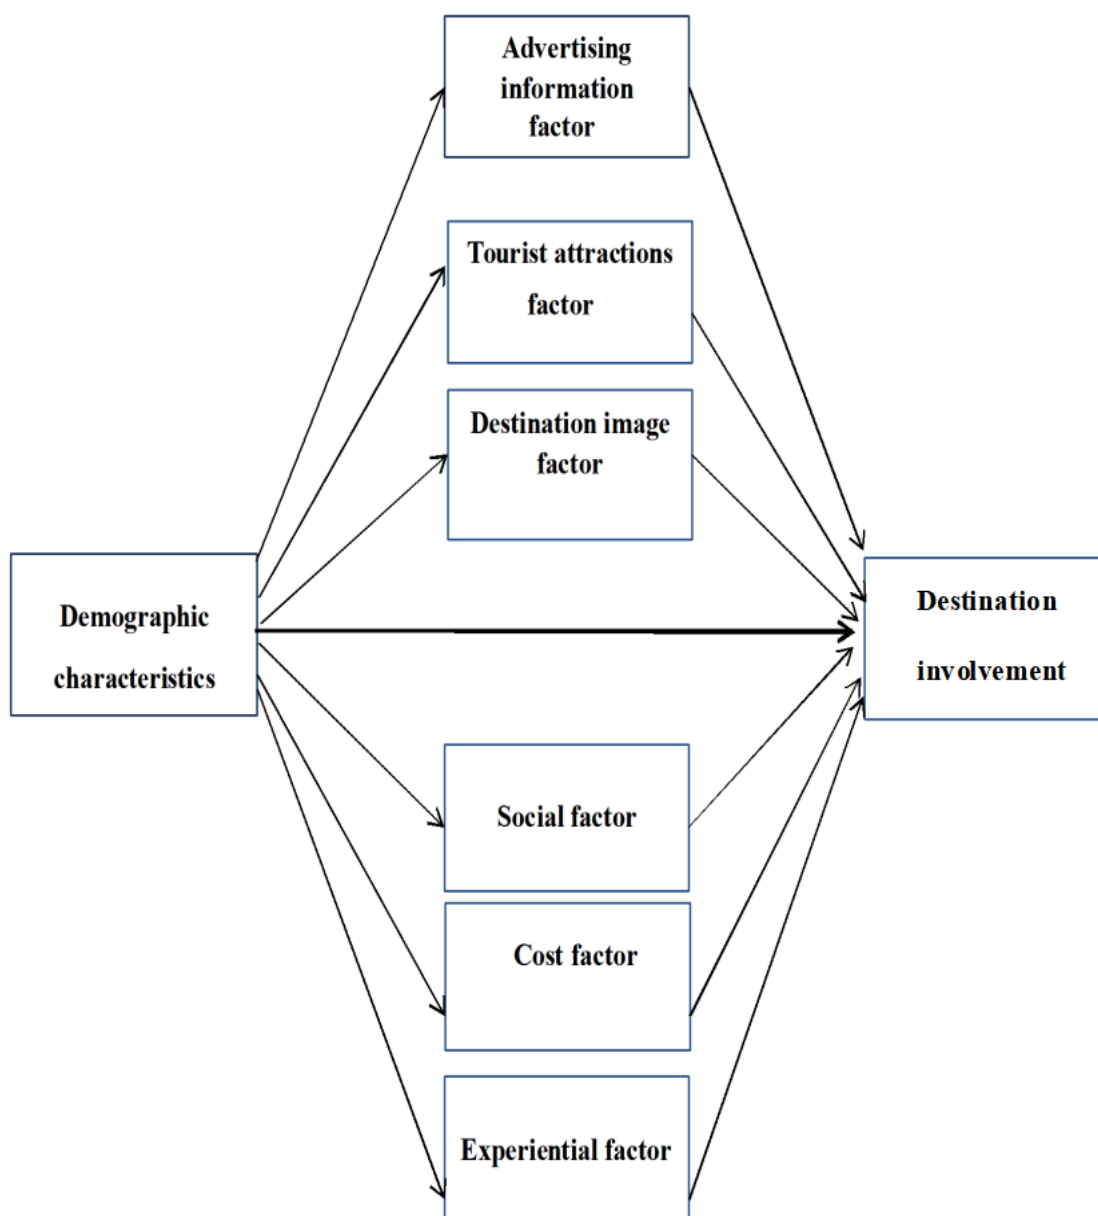 Advertising
information
factor
Tourist attractions
factor
Destination image
factor
Demographic
characteristics
Destination
involvement
Social factor
Cost factor
Experiential factor